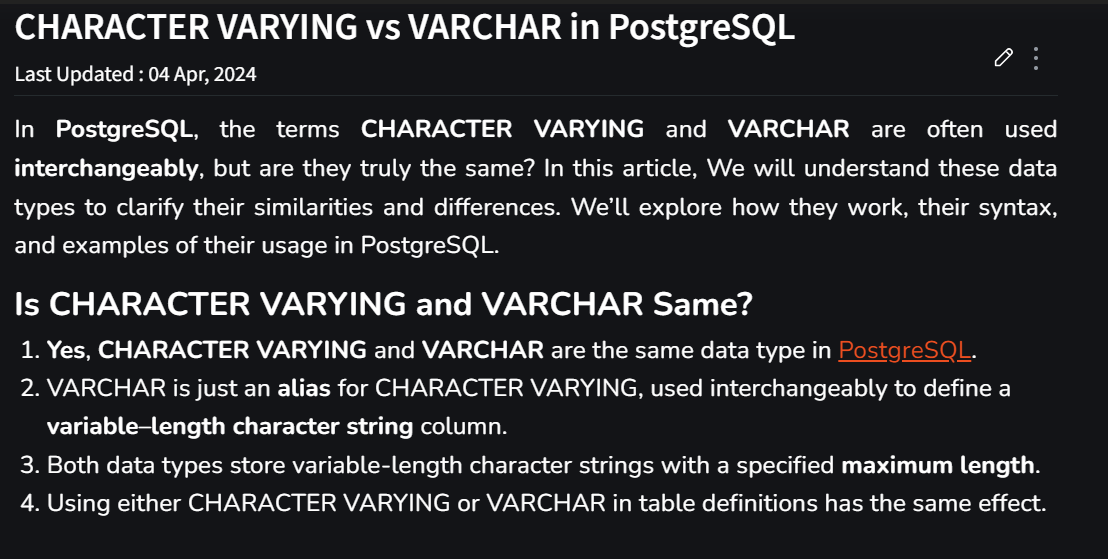 CHARACTER VARYING vs VARCHAR in PostgreSQL
Last Updated : 04 Apr, 2024
In PostgreSQL, the terms CHARACTER VARYING and VARCHAR are often used
interchangeably, but are they truly the same? In this article, We will understand these data
types to clarify their similarities and differences. We’ll explore how they work, their syntax,
and examples of their usage in PostgreSQL.
Is CHARACTER VARYING and VARCHAR Same?
1. Yes, CHARACTER VARYING and VARCHAR are the same data type in PostgreSQL.
2. VARCHAR is just an alias for CHARACTER VARYING, used interchangeably to define a
variable–length character string column.
3. Both data types store variable-length character strings with a specified maximum length.
4. Using either CHARACTER VARYING or VARCHAR in table definitions has the same effect.